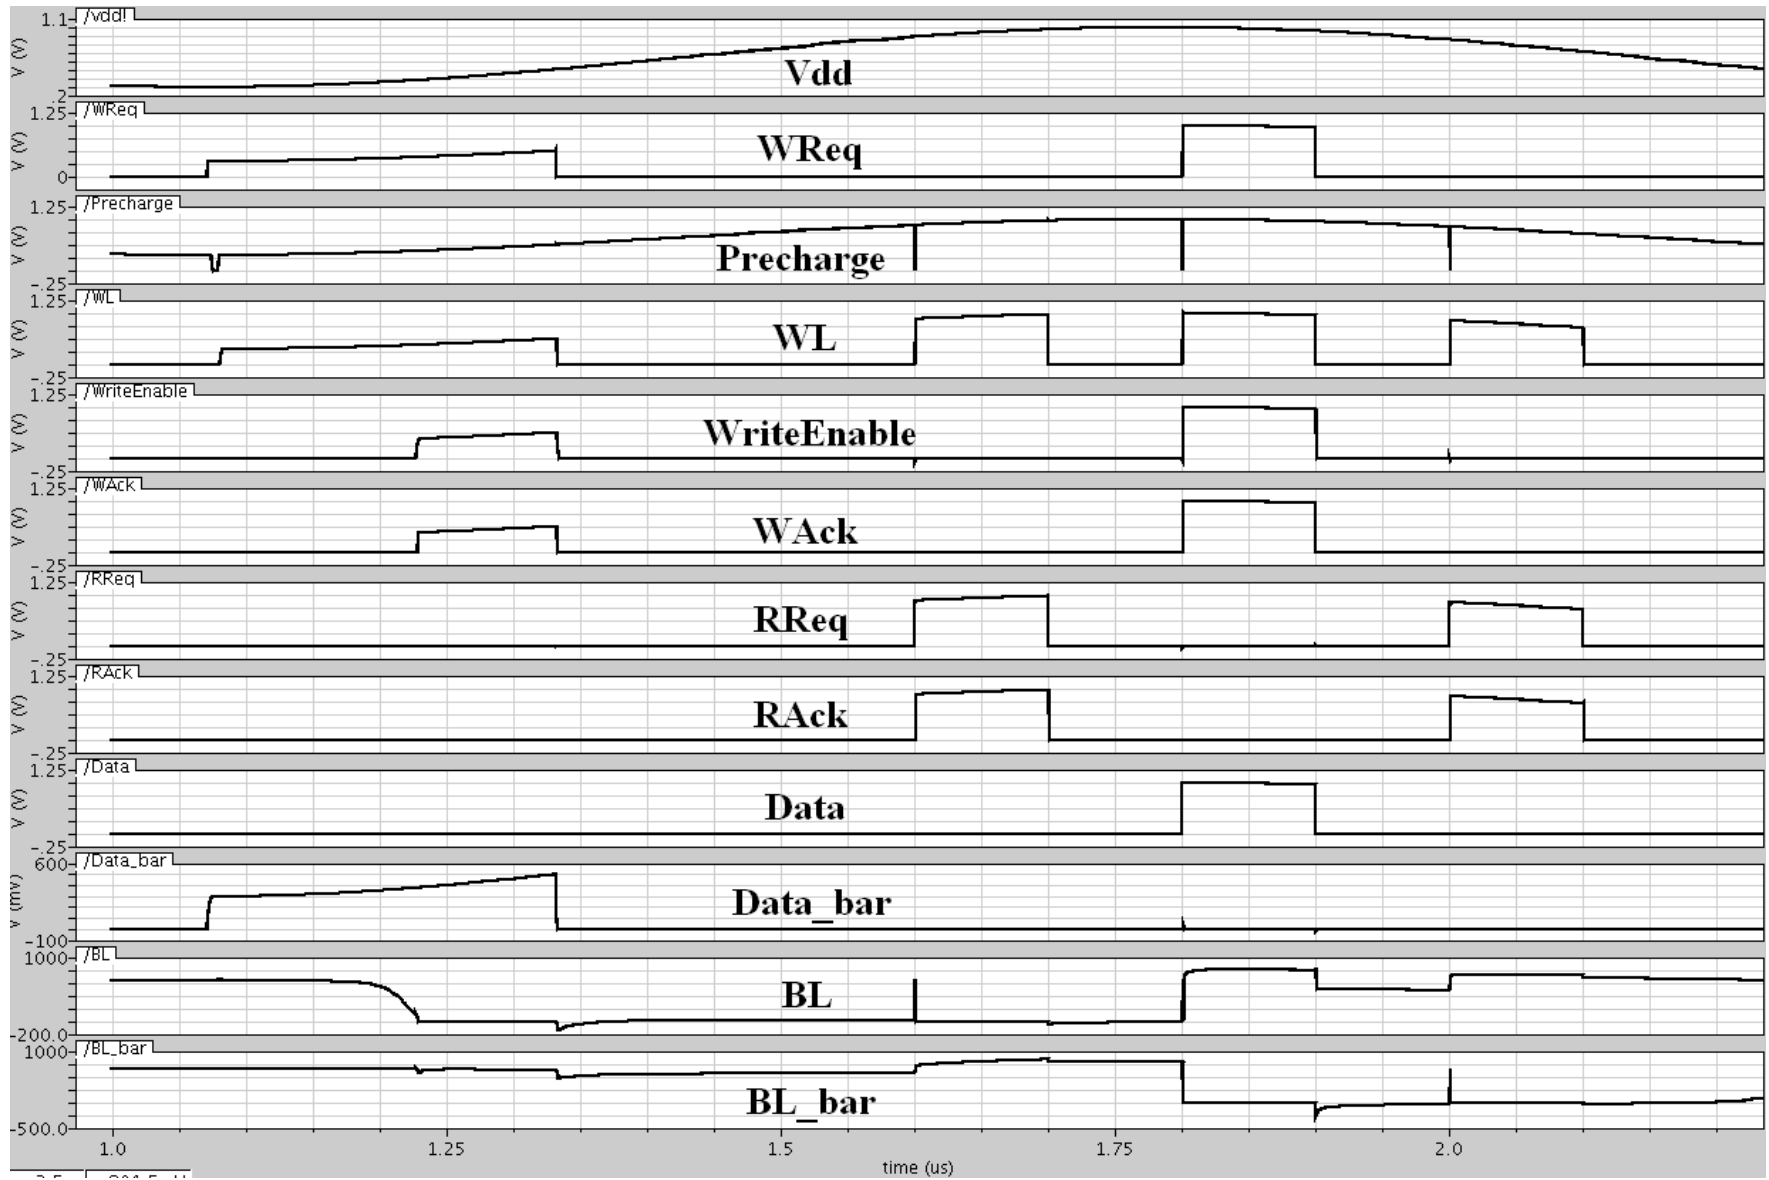 /vdd!
1.1
V (V)
.2
Vdd
/WReq
1.25
V (V)
0
WReq
/Precharge
1.25
V (V)
-.25
Precharge
/WL
1.25
V (V)
-.25
WL
/WriteEnable
1.25
V (V)
-.25
WriteEnable
/WAck
1.25
V (V)
-.25
WAck
/RReq
1.25
V (V)
-.25
RReq
/RAck
1.25
V (V)
-.25
RAck
/Data
1.25
V (V)
-.25
Data
/Data_bar
600
V (mV)
-100
Data_bar
/BL
1000
-200.0
BL
/BL_bar
1000
-500.0
BL_bar
1.0 1.25 1.5 1.75 2.0
time (us)